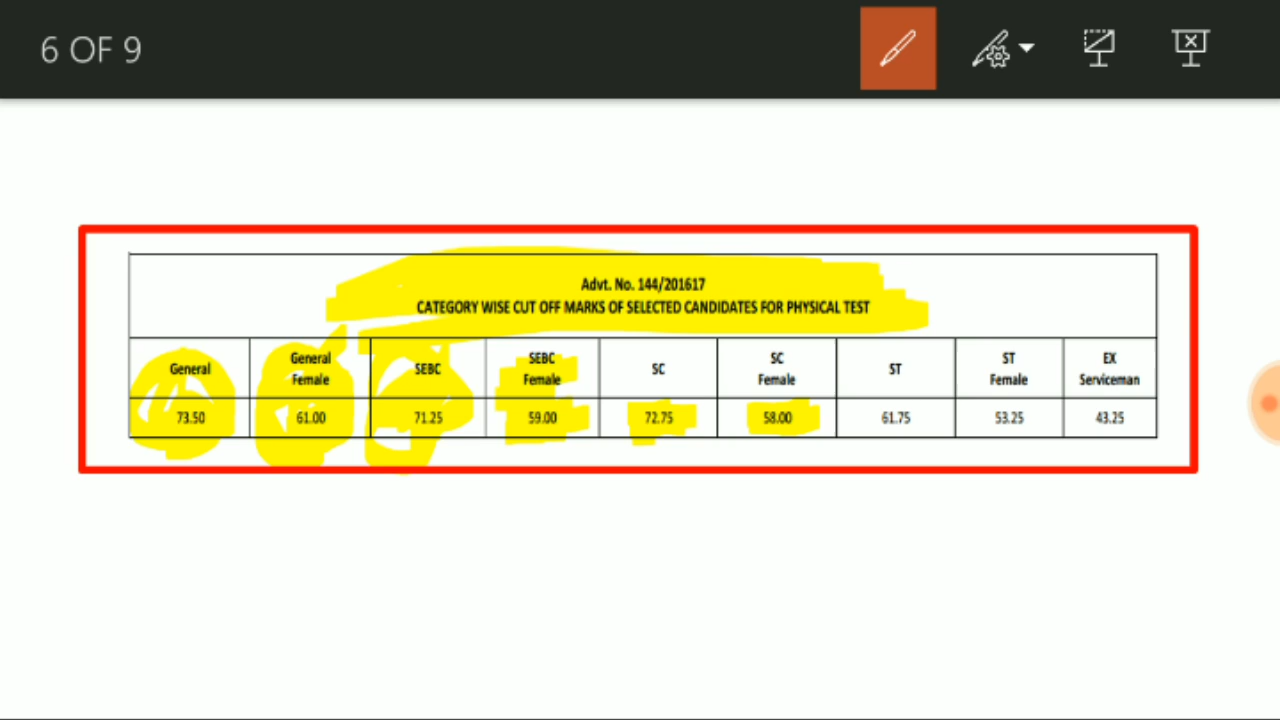 6 OF 9
Advt. No. 144/201617
CATEGORY WISE CUT OFF MARKS OF SELECTED CANDIDATES FOR PHYSICAL TEST
General General Female SEBC SEBC Female SC SC Female ST ST Female EX Serviceman
73.50 61.00 71.25 59.00 72.75 58.00 61.75 53.25 43.25